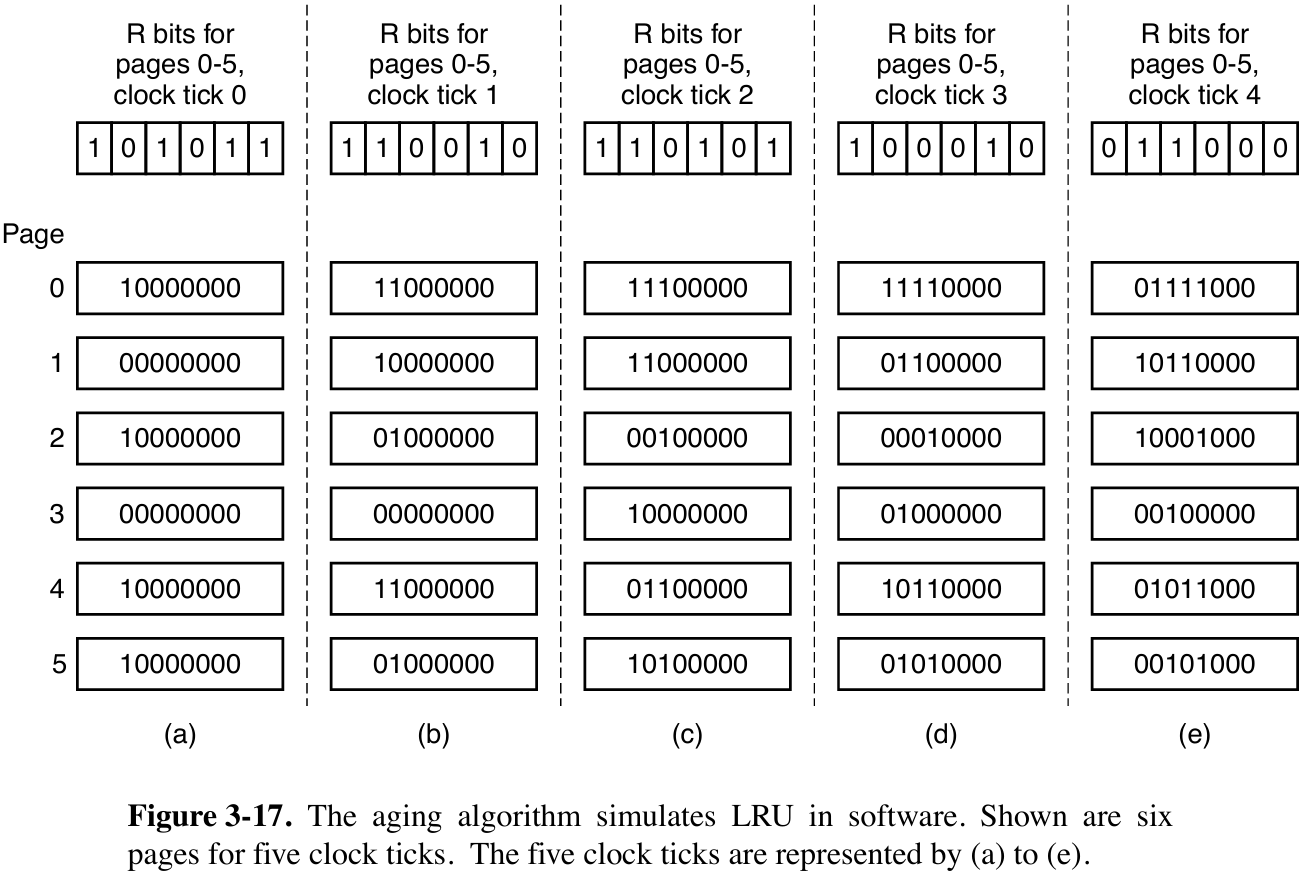 R bits for pages 0-5, clock tick 0
R bits for pages 0-5, clock tick 1
R bits for pages 0-5, clock tick 2
R bits for pages 0-5, clock tick 3
R bits for pages 0-5, clock tick 4
1 0 1 0 1 1
1 1 0 0 1 0
1 1 0 1 0 1
1 0 0 0 1 0
0 1 1 0 0 0
Page
0 10000000 11000000 11100000 11110000 01111000
1 00000000 10000000 11000000 01100000 10110000
2 10000000 01000000 00100000 00010000 10001000
3 00000000 00000000 10000000 01000000 00100000
4 10000000 11000000 01100000 10110000 01011000
5 10000000 01000000 10100000 01010000 00101000
(a) (b) (c) (d) (e)
Figure 3-17. The aging algorithm simulates LRU in software. Shown are six
pages for five clock ticks. The five clock ticks are represented by (a) to (e).